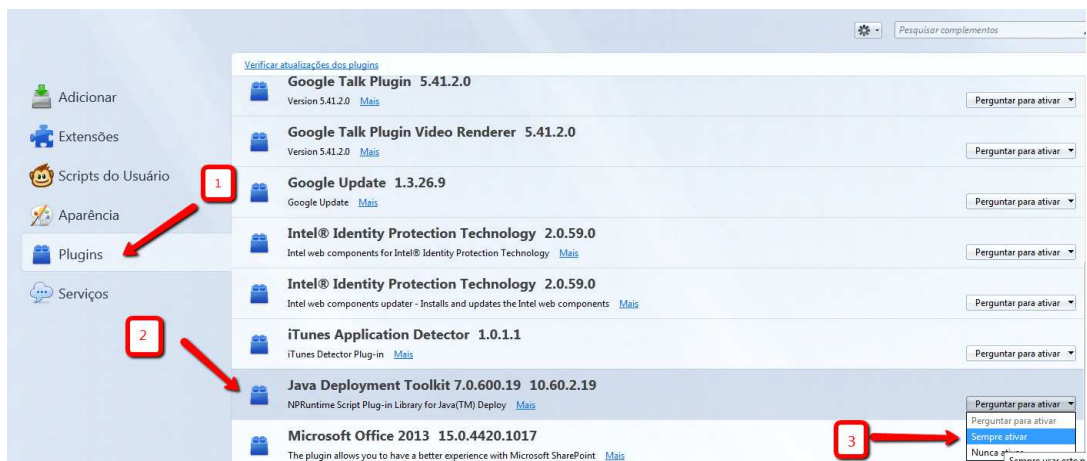 Pesquisar complementos
Verificar atualizações dos plugins
Adicionar
Extensões
Scripts do Usuário
Aparência
Plugins
Serviços
1
2
Google Talk Plugin 5.41.2.0
Version 5.41.2.0 Mais
Perguntar para ativar
Google Talk Plugin Video Renderer 5.41.2.0
Version 5.41.2.0 Mais
Perguntar para ativar
Google Update 1.3.26.9
Google Update Mais
Perguntar para ativar
Intel® Identity Protection Technology 2.0.59.0
Intel web components for Intel® Identity Protection Technology Mais
Perguntar para ativar
Intel® Identity Protection Technology 2.0.59.0
Intel web components updater - Installs and updates the Intel web components Mais
Perguntar para ativar
iTunes Application Detector 1.0.1.1
iTunes Detector Plug-in Mais
Perguntar para ativar
Java Deployment Toolkit 7.0.600.19 10.60.2.19
NPRuntime Script Plug-in Library for Java(TM) Deploy Mais
Perguntar para ativar
Perguntar para ativar
3
Sempre ativar
Nunca
Microsoft Office 2013 15.0.4420.1017
The plugin allows you to have a better experience with Microsoft SharePoint Mais